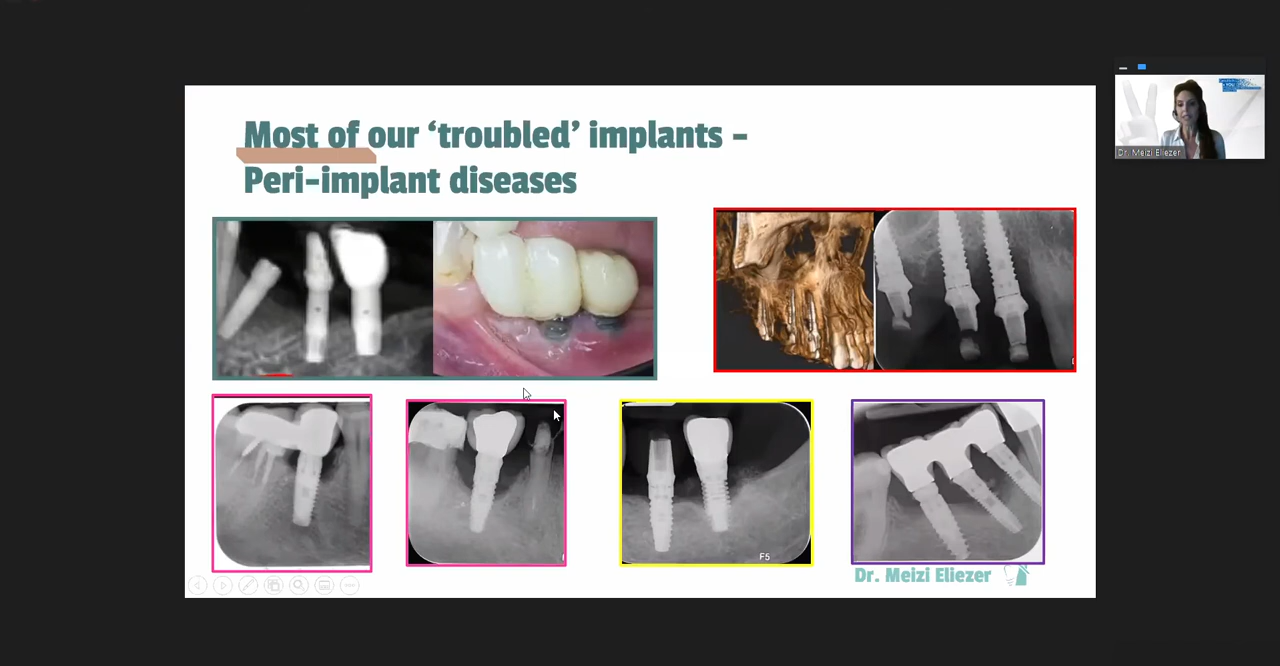 Most of our ‘troubled’ implants –
Peri-implant diseases
Dr. Meizi Eliezer
F5
Dr. Meizi Eliezer